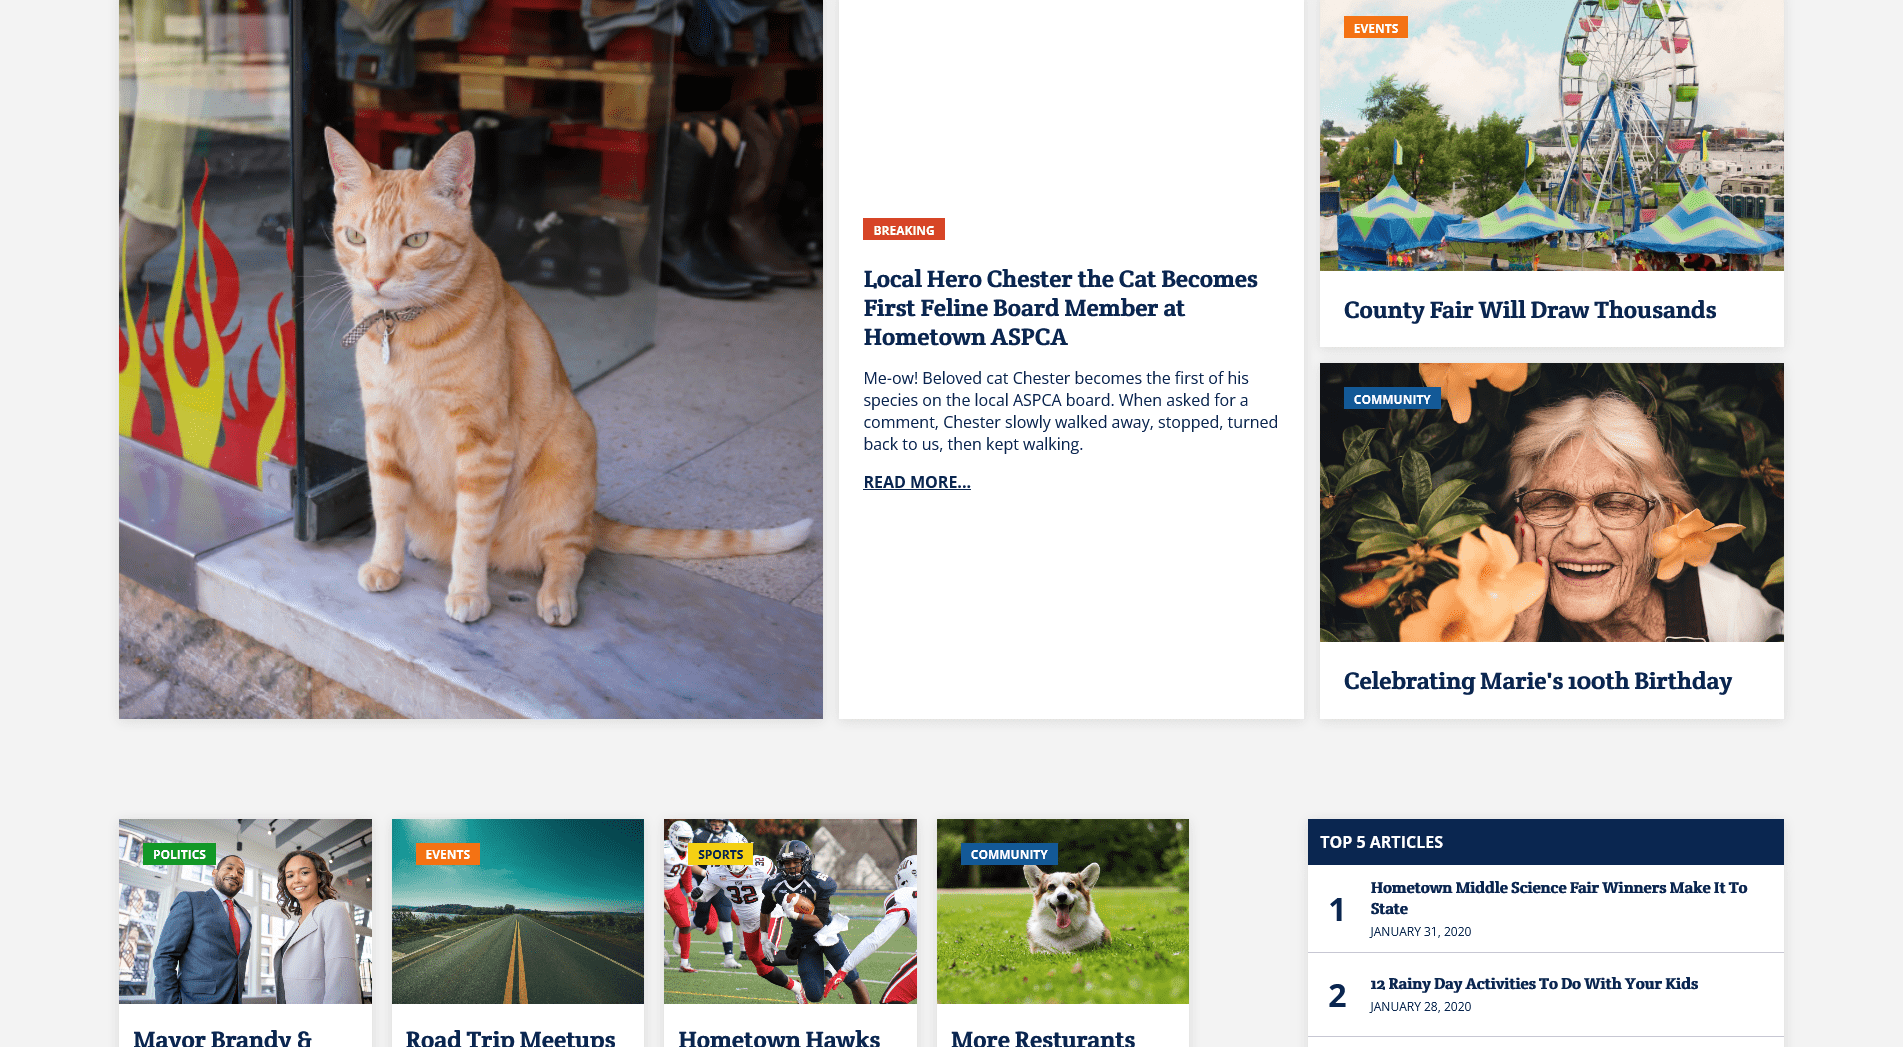 EVENTS
BREAKING
Local Hero Chester the Cat Becomes
First Feline Board Member at
Hometown ASPCA
Me-ow! Beloved cat Chester becomes the first of his
species on the local ASPCA board. When asked for a
comment, Chester slowly walked away, stopped, turned
back to us, then kept walking.
READ MORE...
County Fair Will Draw Thousands
COMMUNITY
Celebrating Marie's 100th Birthday
POLITICS
Mayor Brandy &
EVENTS
Road Trip Meetups
SPORTS
32
Hometown Hawks
COMMUNITY
More Resturants
TOP 5 ARTICLES
1
Hometown Middle Science Fair Winners Make It To
State
JANUARY 31, 2020
2
12 Rainy Day Activities To Do With Your Kids
JANUARY 28, 2020